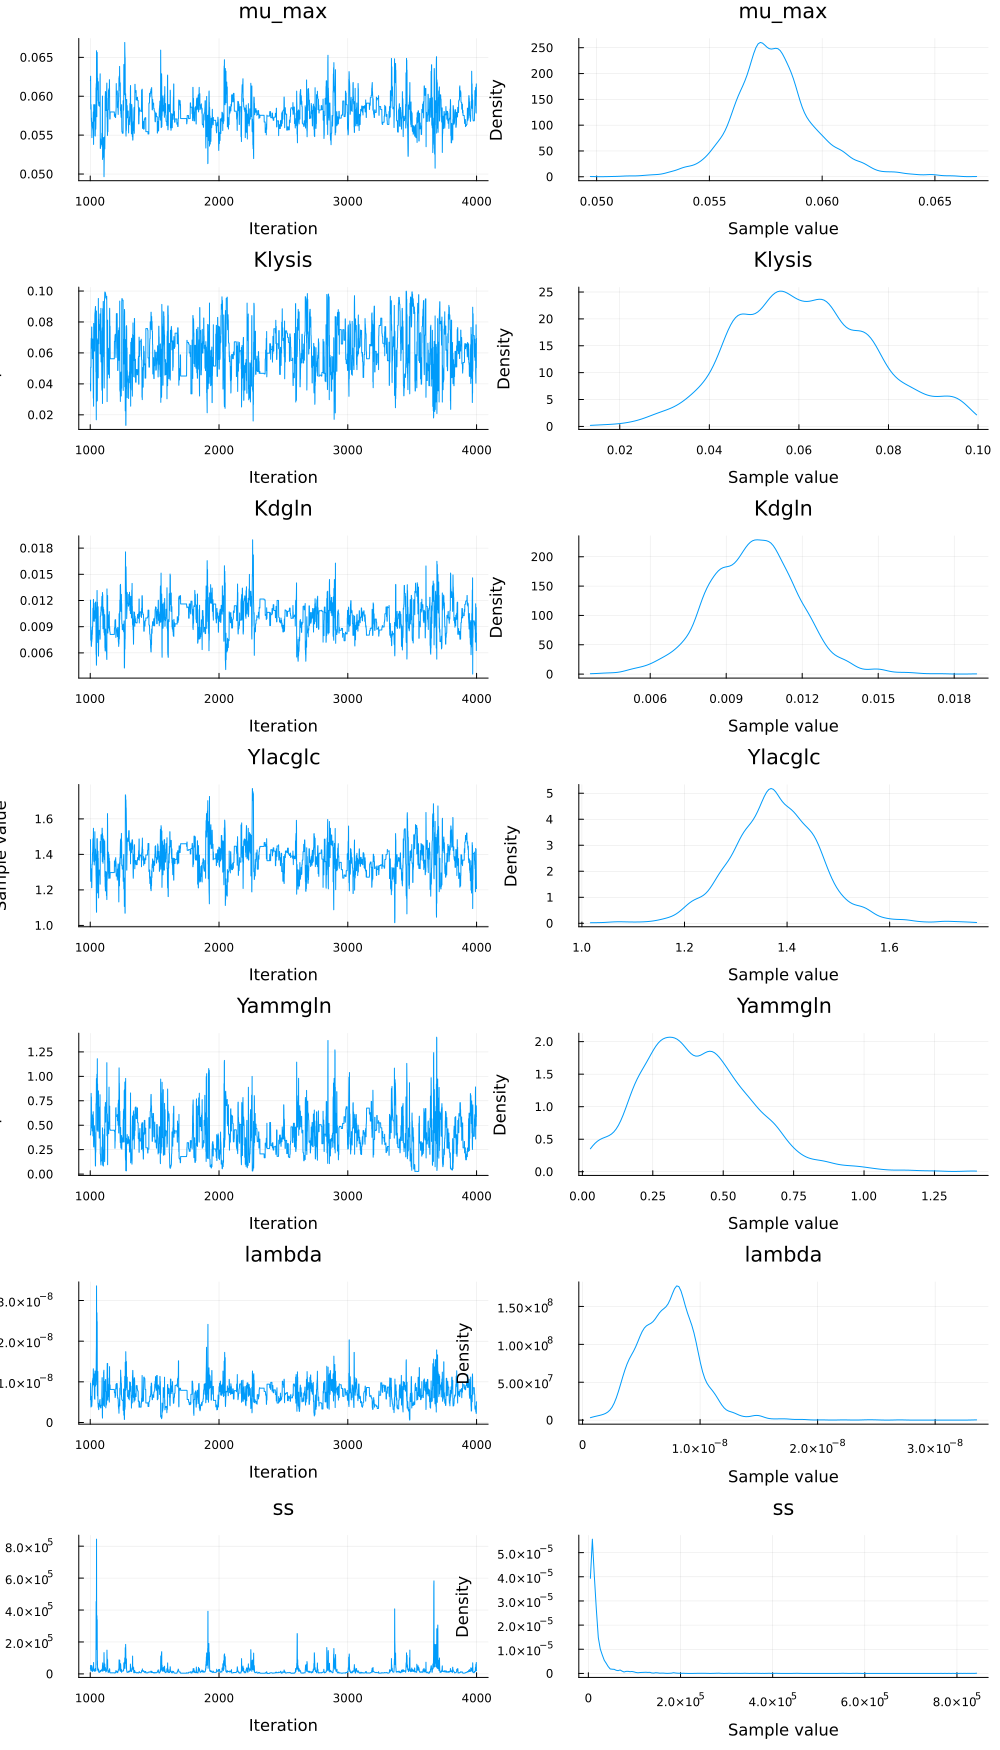 mu_max mu_max
0.065
0.060
0.055
0.050
1000 2000 3000 4000
Iteration
Density
250
200
150
100
50
0
0.050 0.055 0.060 0.065
Sample value
Klysis Klysis
0.10
0.08
0.06
0.04
0.02
1000 2000 3000 4000
Iteration
Density
25
20
15
10
5
0
0.02 0.04 0.06 0.08 0.10
Sample value
Kdgln Kdgln
0.018
0.015
0.012
0.009
0.006
1000 2000 3000 4000
Iteration
Density
200
150
100
50
0
0.006 0.009 0.012 0.015 0.018
Sample value
Ylacglc Ylacglc
Sample value
1.6
1.4
1.2
1.0
1000 2000 3000 4000
Iteration
Density
5
4
3
2
1
0
1.0 1.2 1.4 1.6
Sample value
Yammgln Yammgln
1.25
1.00
0.75
0.50
0.25
0.00
1000 2000 3000 4000
Iteration
Density
2.0
1.5
1.0
0.5
0.0
0.00 0.25 0.50 0.75 1.00 1.25
Sample value
lambda lambda
3.0×10⁻⁸
2.0×10⁻⁸
1.0×10⁻⁸
0
1000 2000 3000 4000
Iteration
Density
1.50×10⁸
1.00×10⁸
5.00×10⁷
0
0 1.0×10⁻⁸ 2.0×10⁻⁸ 3.0×10⁻⁸
Sample value
ss ss
8.0×10⁵
6.0×10⁵
4.0×10⁵
2.0×10⁵
0
1000 2000 3000 4000
Iteration
Density
5.0×10⁻⁵
4.0×10⁻⁵
3.0×10⁻⁵
2.0×10⁻⁵
1.0×10⁻⁵
0
0 2.0×10⁵ 4.0×10⁵ 6.0×10⁵ 8.0×10⁵
Sample value